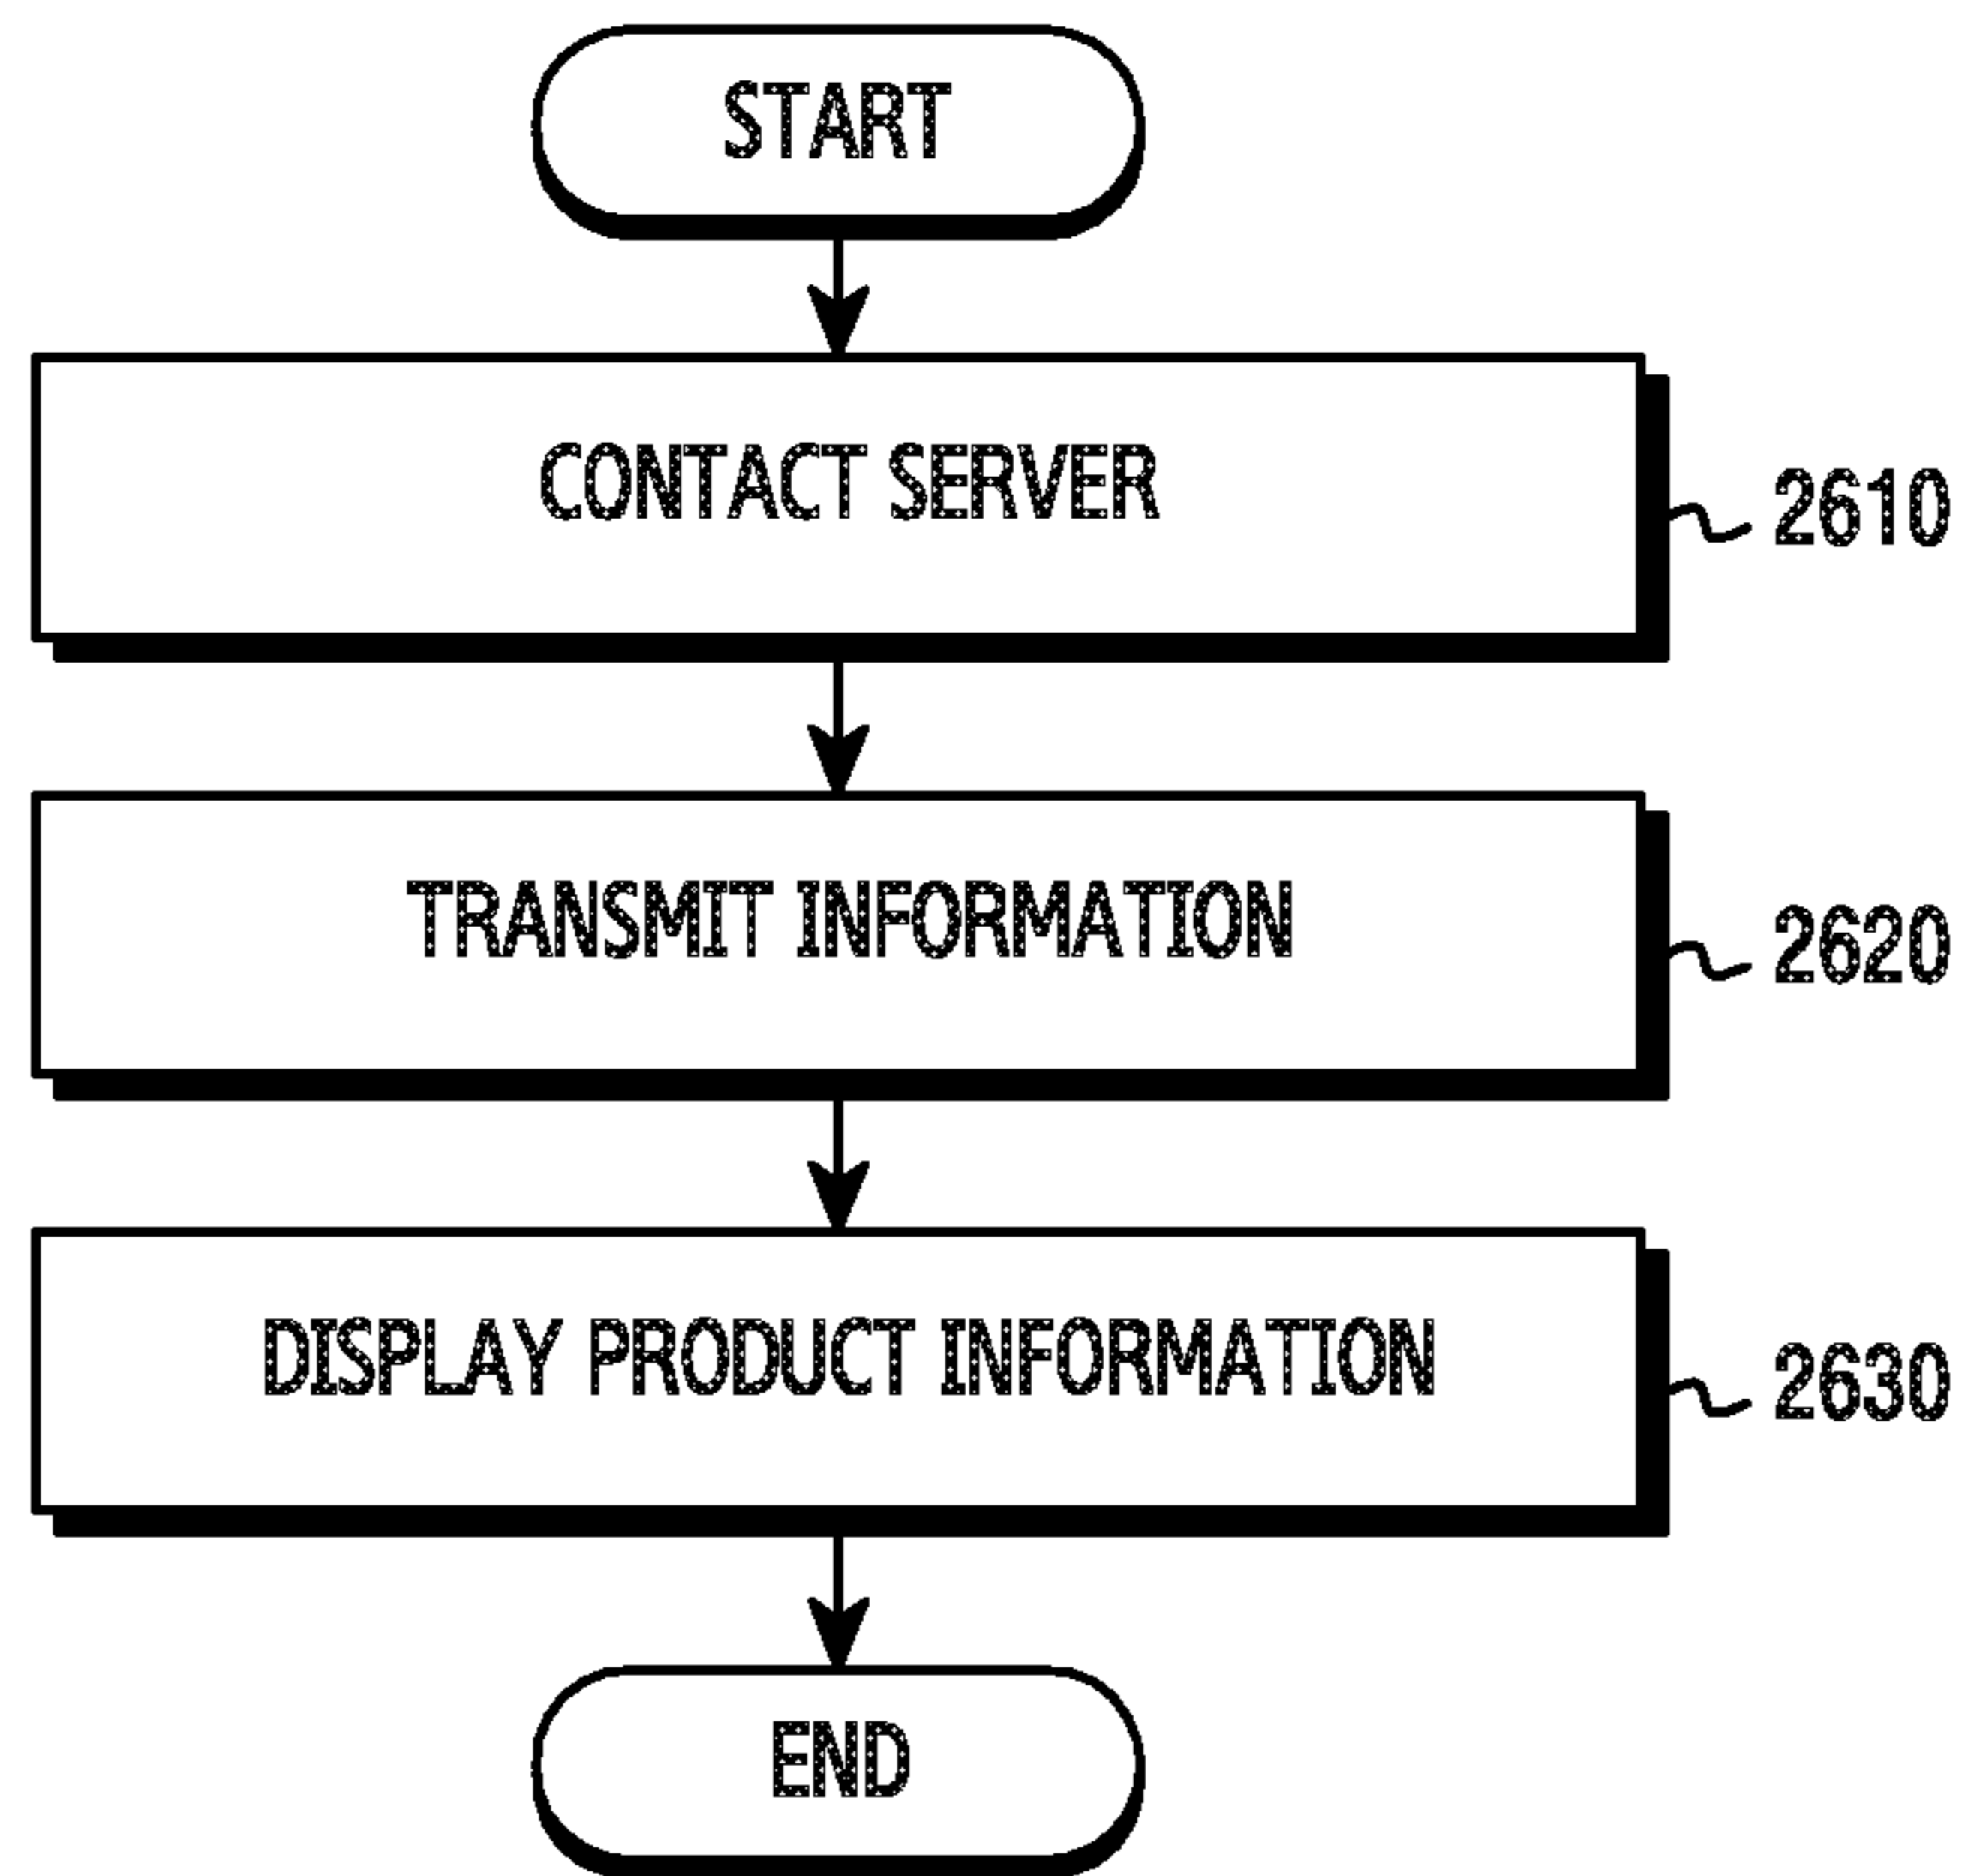 START
CONTACT SERVER
2610
TRANSMIT INFORMATION
2620
DISPLAY PRODUCT INFORMATION
2630
END